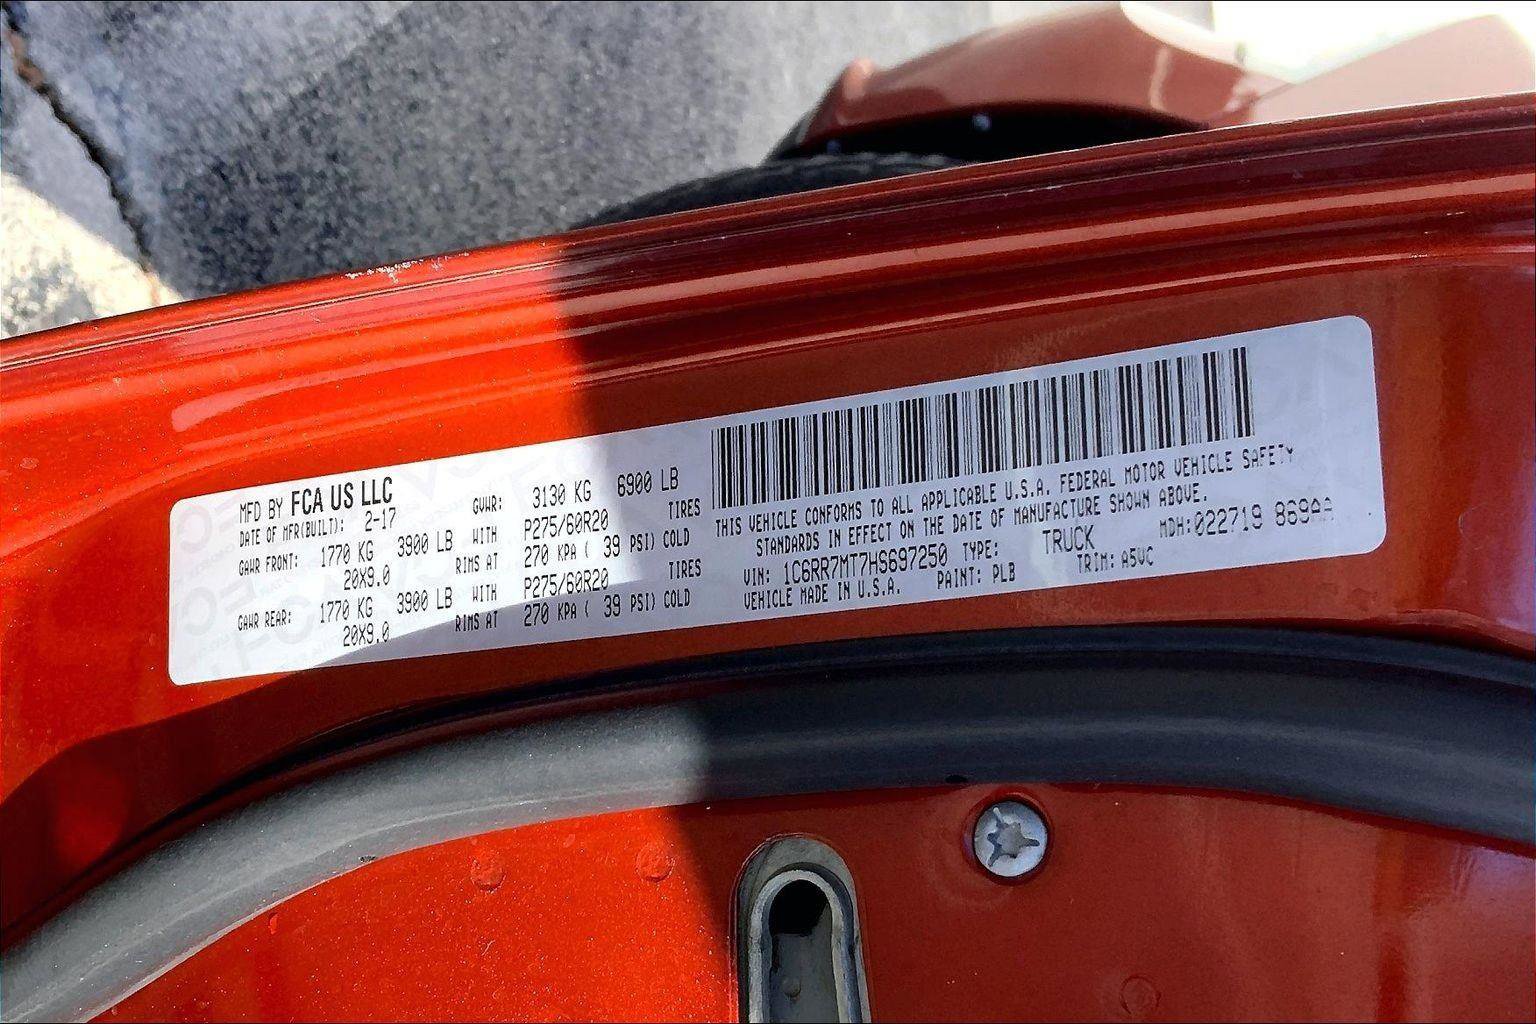 MFD BY FCA US LLC
DATE OF MFR(BUILT): 2-17
GVWR: 3130 KG 6900 LB
GAWR FRONT: 1770 KG 3900 LB WITH P275/60R20 TIRES
20X9.0 RIMS AT 270 KPA ( 39 PSI) COLD
GAWR REAR: 1770 KG 3900 LB WITH P275/60R20 TIRES
20X9.0 RIMS AT 270 KPA ( 39 PSI) COLD
THIS VEHICLE CONFORMS TO ALL APPLICABLE U.S.A. FEDERAL MOTOR VEHICLE SAFETY
STANDARDS IN EFFECT ON THE DATE OF MANUFACTURE SHOWN ABOVE.
VIN: 1C6RR7MT7HS697250 TYPE: TRUCK MDH:022719
VEHICLE MADE IN U.S.A. PAINT: PLB TRIM: A5VC